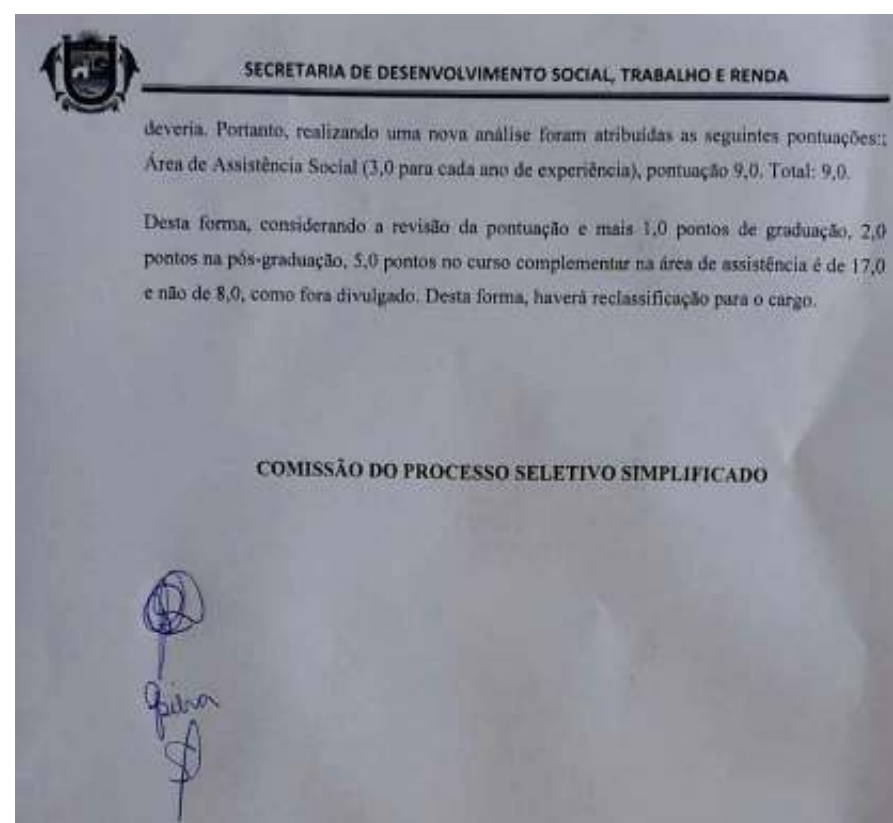 SECRETARIA DE DESENVOLVIMENTO SOCIAL, TRABALHO E RENDA
deveria. Portanto, realizando uma nova análise foram atribuídas as seguintes pontuações:;
Área de Assistência Social (3,0 para cada ano de experiência), pontuação 9,0. Total: 9,0.
Desta forma, considerando a revisão da pontuação e mais 1,0 pontos de graduação, 2,0
pontos na pós-graduação, 5,0 pontos no curso complementar na área de assistência é de 17,0
e não de 8,0, como fora divulgado. Desta forma, haverá reclassificação para o cargo.
COMISSÃO DO PROCESSO SELETIVO SIMPLIFICADO